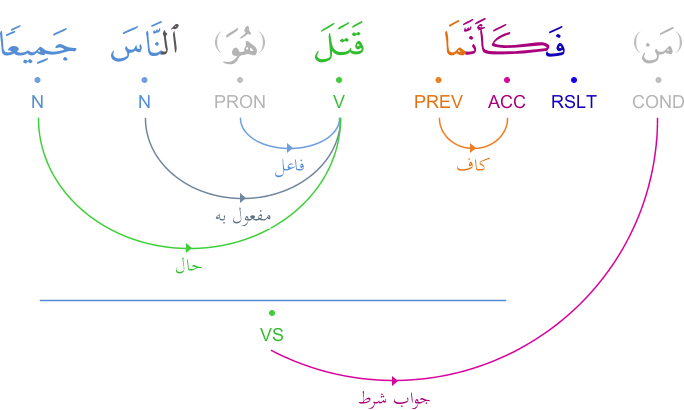 (مَن) فَكَأَنَّمَا قَتَلَ (هُوَ) ٱلنَّاسَ جَمِيعًا
COND RSLT ACC PREV V PRON N N
فاعل كاف
مفعول به
حال
VS
جواب شرط